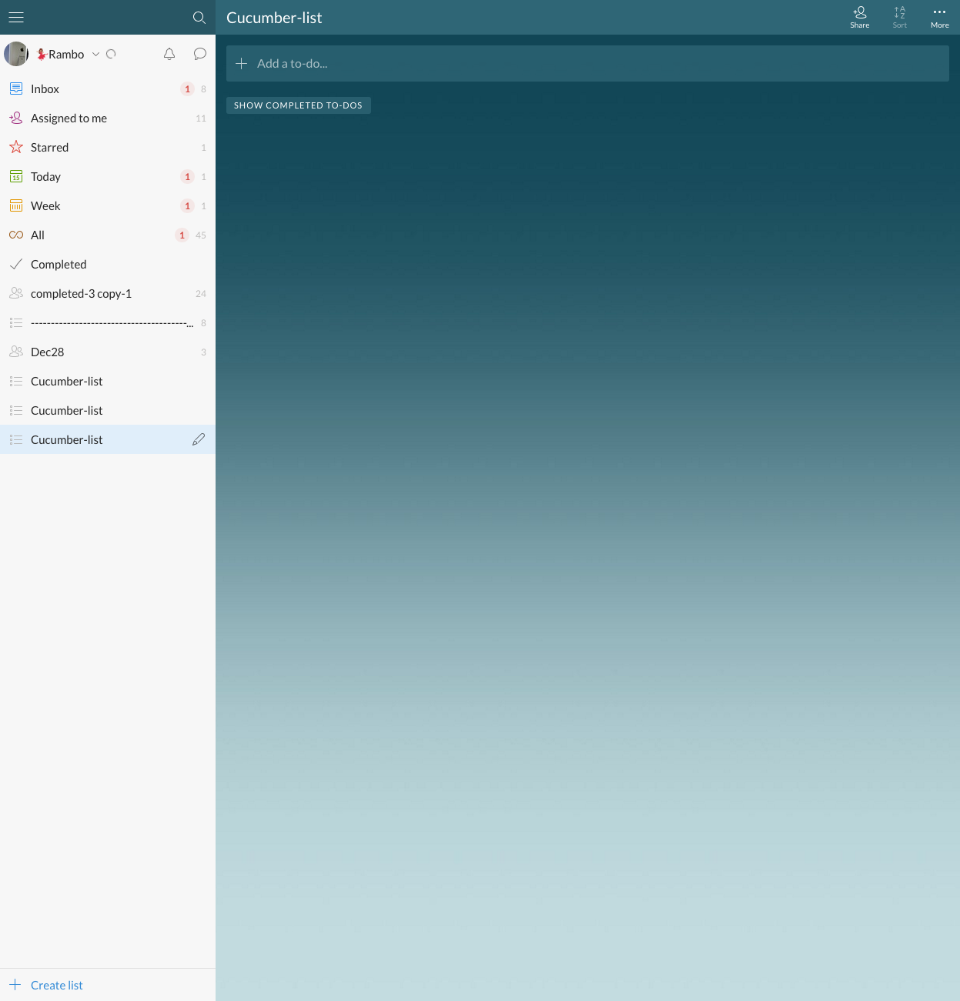 Cucumber-list
Share
Sort
More
Rambo
Add a to-do...
Inbox 1 8
SHOW COMPLETED TO-DOS
Assigned to me 11
Starred 1
Today 1 1
Week 1 1
All 1 45
Completed
completed-3 copy-1 24
---------------------------------------... 8
Dec28 3
Cucumber-list
Cucumber-list
Cucumber-list
Create list